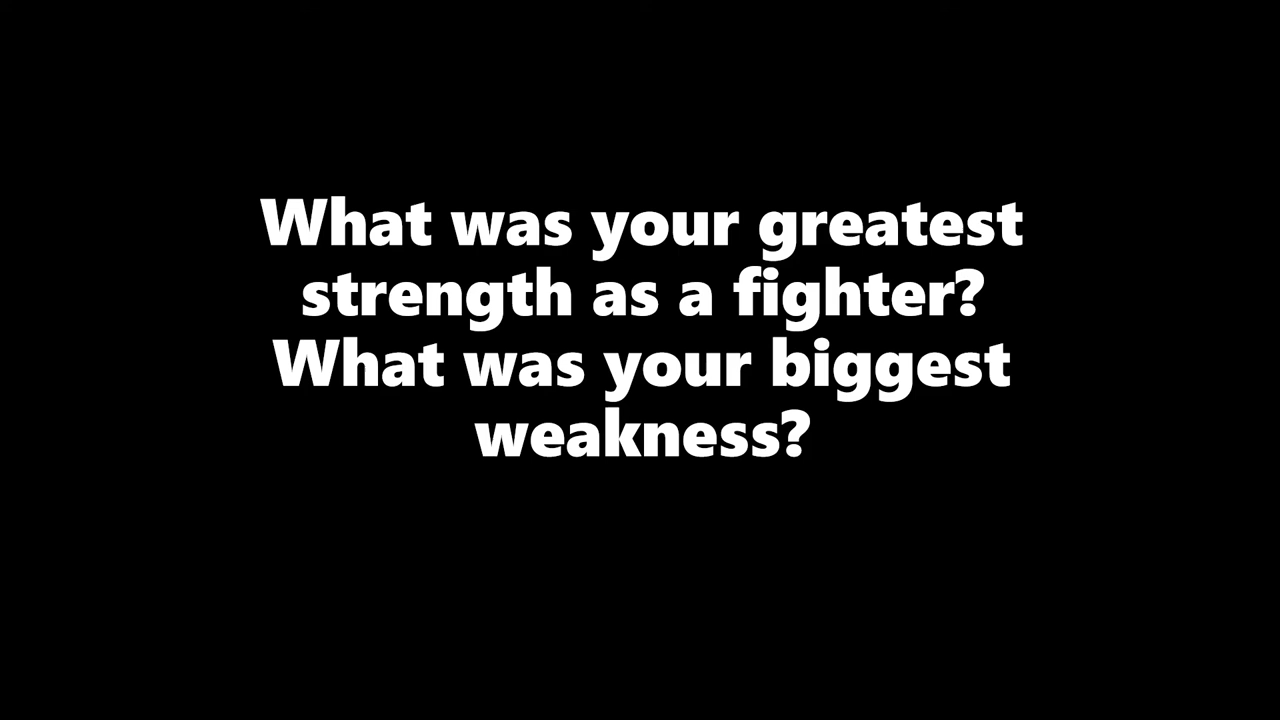 What was your greatest
strength as a fighter?
What was your biggest
weakness?